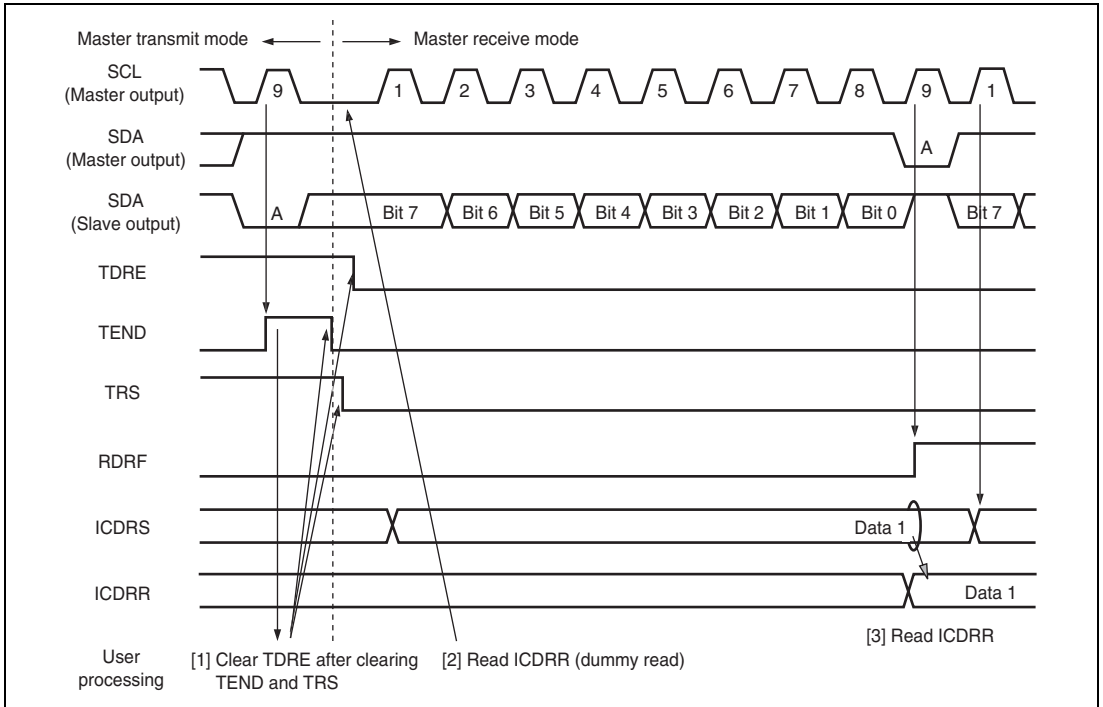 Master transmit mode
Master receive mode
SCL
(Master output)
9 1 2 3 4 5 6 7 8 9 1
SDA
(Master output)
A
SDA
(Slave output)
A Bit 7 Bit 6 Bit 5 Bit 4 Bit 3 Bit 2 Bit 1 Bit 0 Bit 7
TDRE
TEND
TRS
RDRF
ICDRS
Data 1
ICDRR
Data 1
User
processing
[1] Clear TDRE after clearing
TEND and TRS
[2] Read ICDRR (dummy read)
[3] Read ICDRR